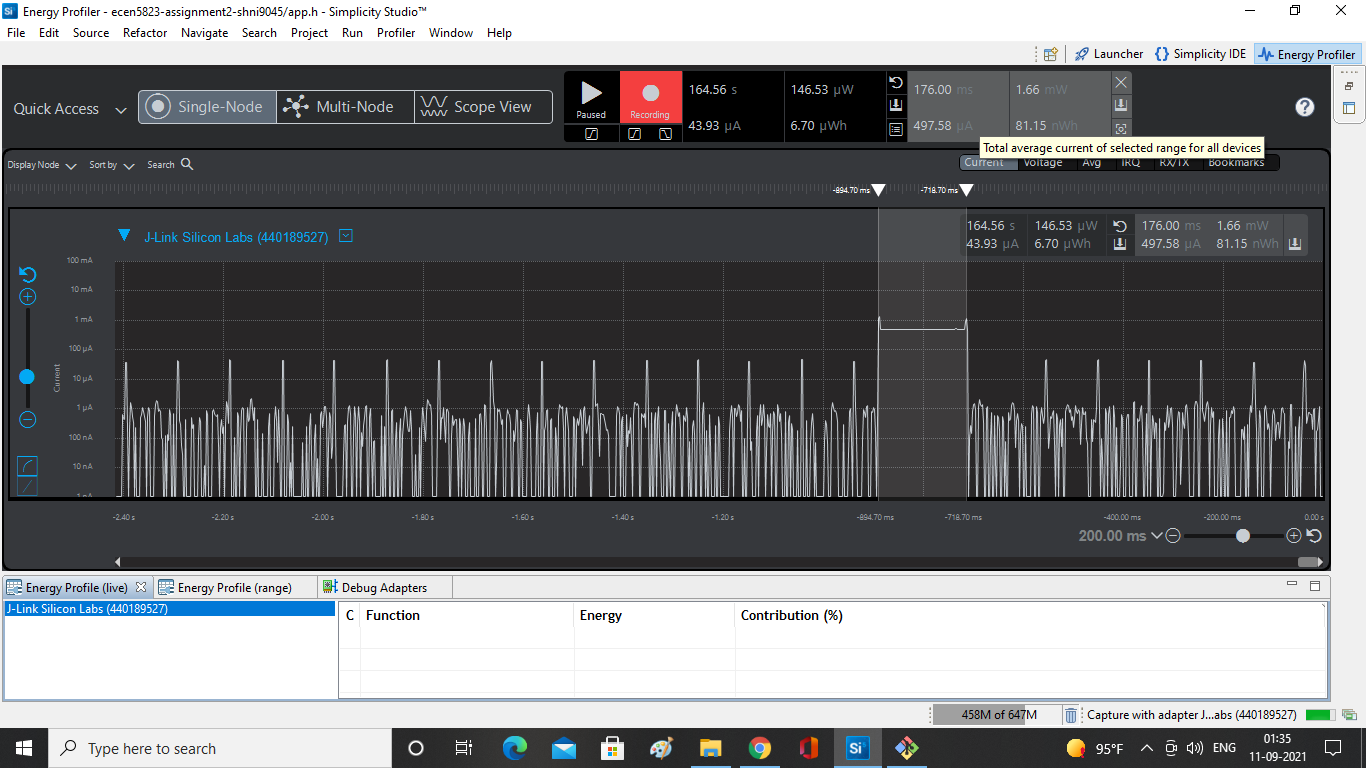 Energy Profiler - ecen5823-assignment2-shni9045/app.h - Simplicity Studio™
File Edit Source Refactor Navigate Search Project Run Profiler Window Help
Launcher Simplicity IDE Energy Profiler
Quick Access Single-Node Multi-Node Scope View
Paused Recording
164.56 s 146.53 µW 176.00 ms 1.66 mW
43.93 µA 6.70 µWh 497.58 µA 81.15 nWh
Total average current of selected range for all devices
Display Node Sort by Search
Current Voltage Avg IRQ RX/TX Bookmarks
-894.70 ms -718.70 ms
J-Link Silicon Labs (440189527)
164.56 s 146.53 µW 176.00 ms 1.66 mW
43.93 µA 6.70 µWh 497.58 µA 81.15 nWh
100 mA
10 mA
1 mA
100 µA
10 µA
1 µA
100 nA
10 nA
1 nA
Current
-2.40 s -2.20 s -2.00 s -1.80 s -1.60 s -1.40 s -1.20 s -894.70 ms -718.70 ms -400.00 ms -200.00 ms 0.00 s
200.00 ms
Energy Profile (live) Energy Profile (range) Debug Adapters
J-Link Silicon Labs (440189527)
C Function Energy Contribution (%)
458M of 647M Capture with adapter J...abs (440189527)
Type here to search
Si
95°F ENG
01:35
11-09-2021